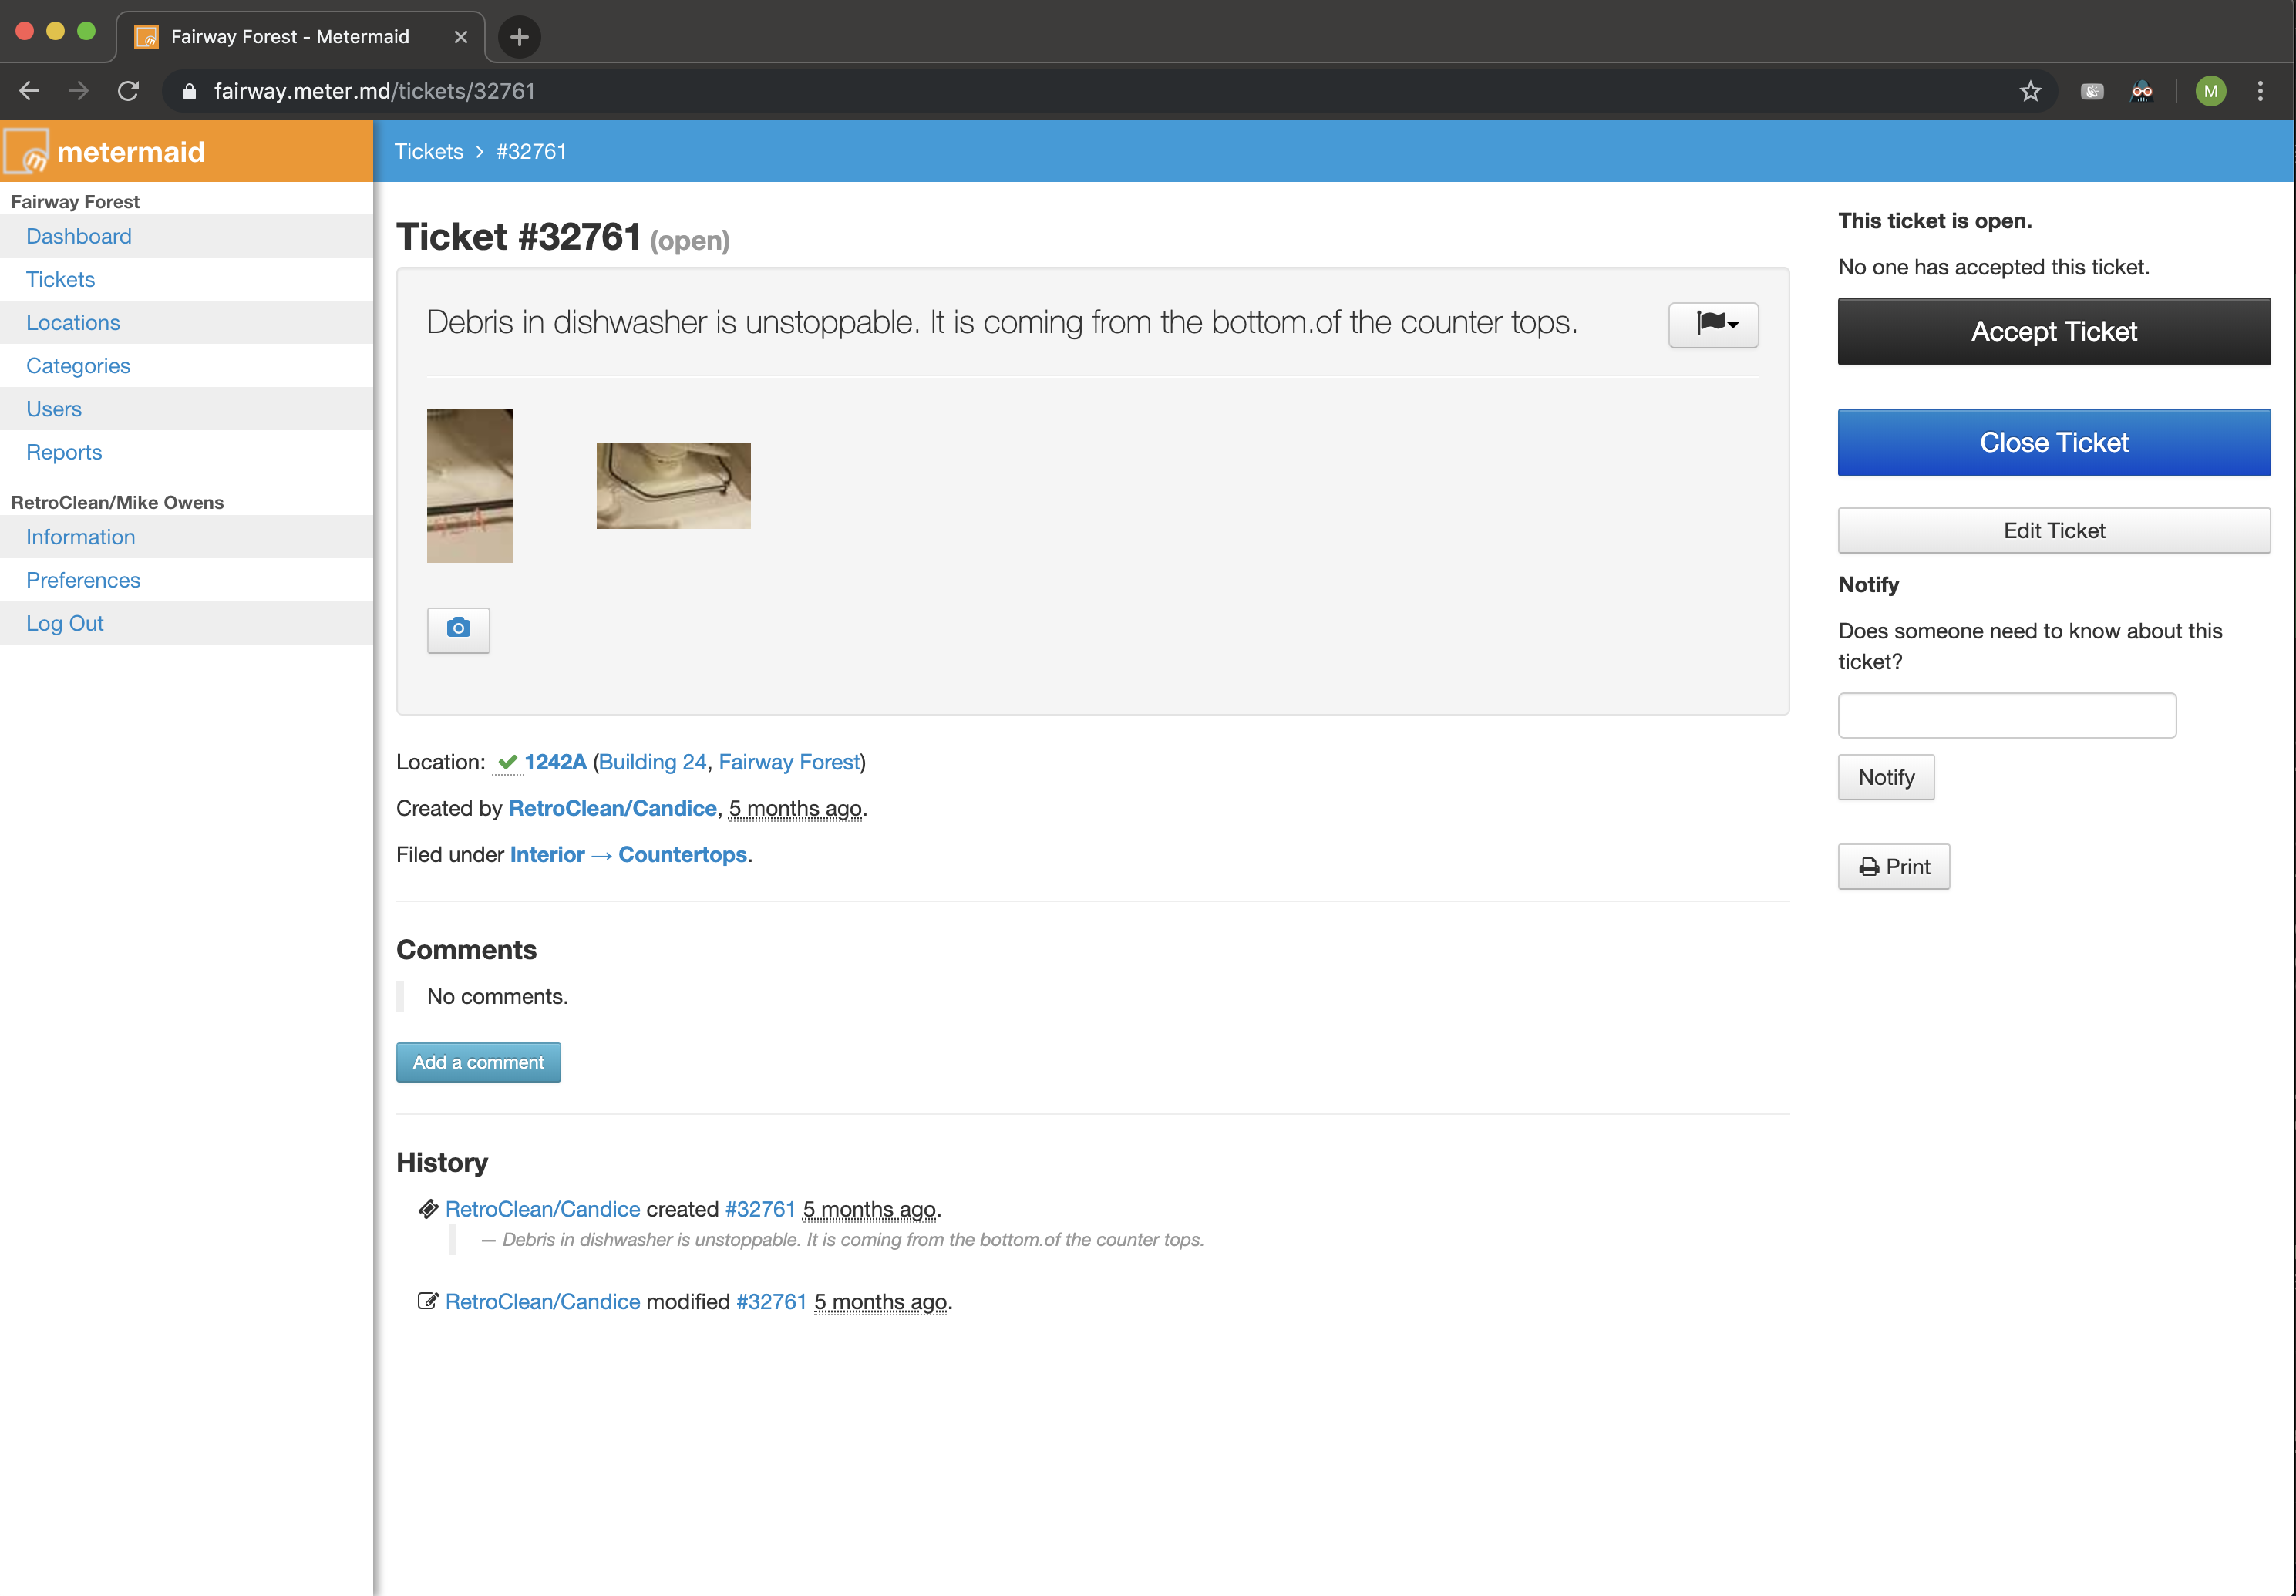 Fairway Forest - Metermaid
fairway.meter.md/tickets/32761
M
metermaid
Tickets > #32761
Fairway Forest
Dashboard
Tickets
Locations
Categories
Users
Reports
RetroClean/Mike Owens
Information
Preferences
Log Out
Ticket #32761 (open)
Debris in dishwasher is unstoppable. It is coming from the bottom.of the counter tops.
Location: 1242A (Building 24, Fairway Forest)
Created by RetroClean/Candice, 5 months ago.
Filed under Interior → Countertops.
Comments
No comments.
Add a comment
History
RetroClean/Candice created #32761 5 months ago.
— Debris in dishwasher is unstoppable. It is coming from the bottom.of the counter tops.
RetroClean/Candice modified #32761 5 months ago.
This ticket is open.
No one has accepted this ticket.
Accept Ticket
Close Ticket
Edit Ticket
Notify
Does someone need to know about this
ticket?
Notify
Print